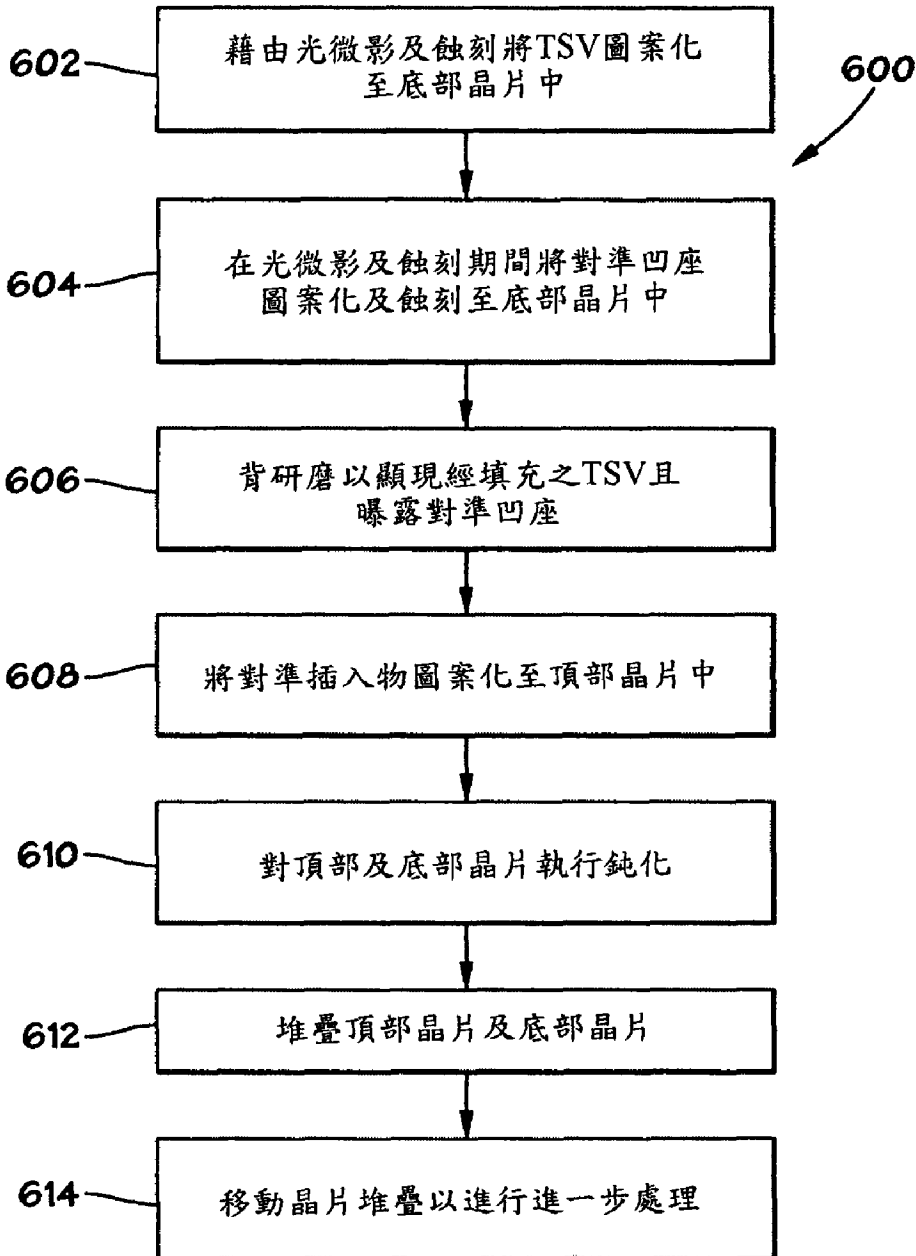 602
藉由光微影及蝕刻將TSV圖案化
至底部晶片中
600
604
在光微影及蝕刻期間將對準凹座
圖案化及蝕刻至底部晶片中
606
背研磨以顯現經填充之TSV且
曝露對準凹座
608
將對準插入物圖案化至頂部晶片中
610
對頂部及底部晶片執行鈍化
612
堆疊頂部晶片及底部晶片
614
移動晶片堆疊以進行進一步處理